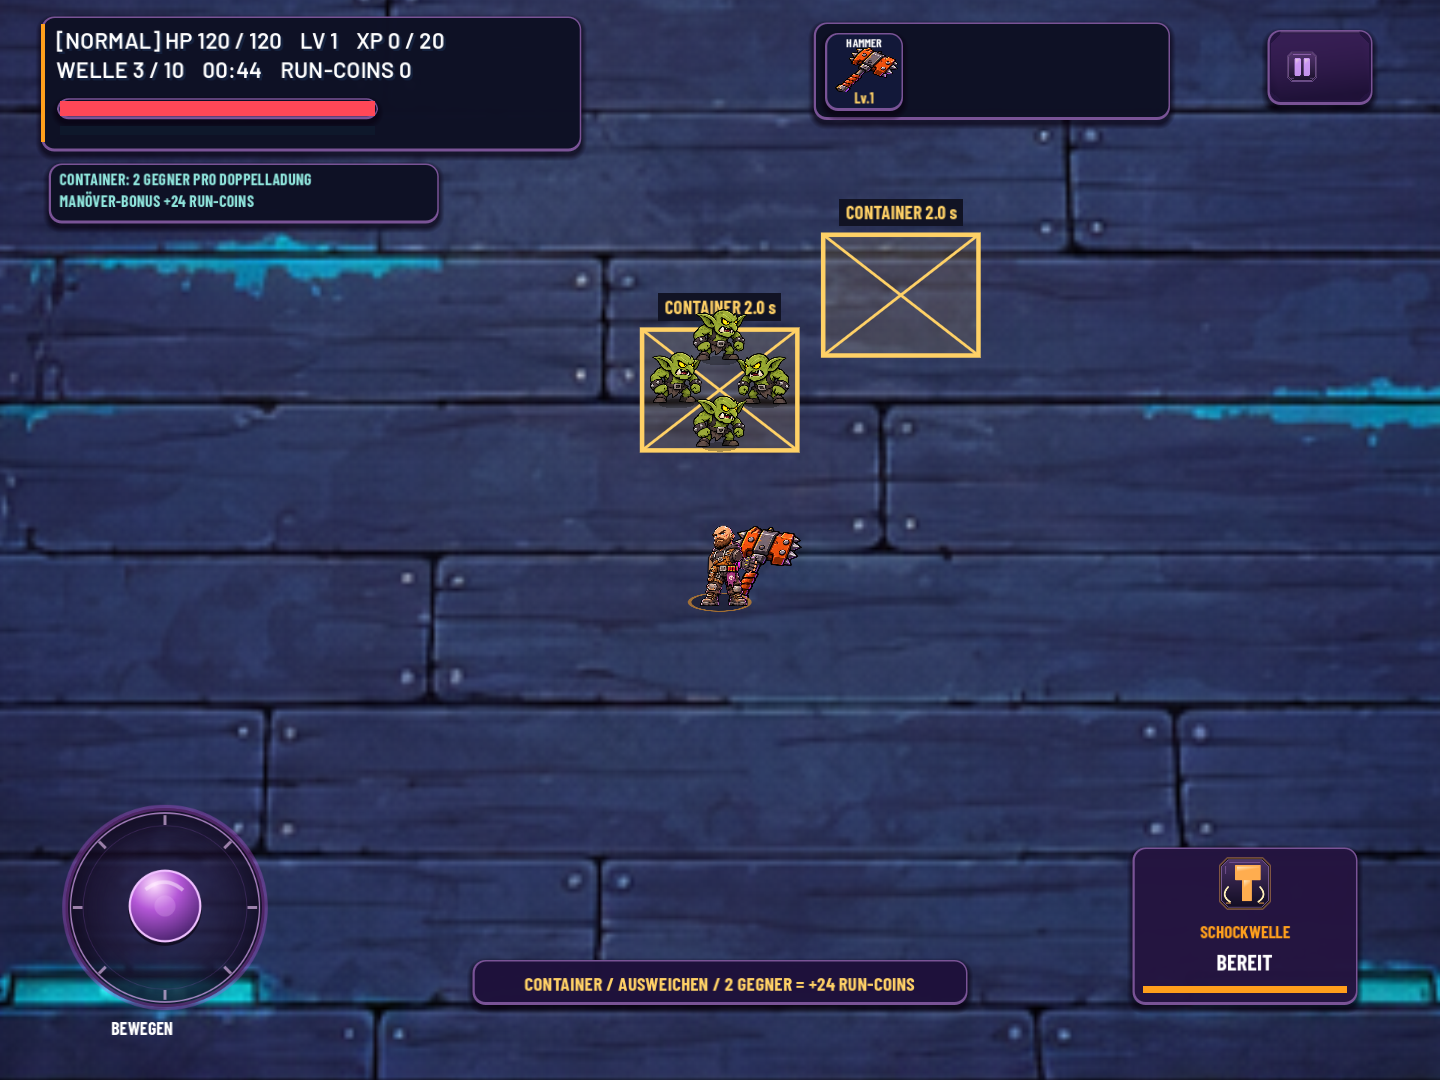 [NORMAL] HP 120 / 120 LV 1 XP 0 / 20
WELLE 3 / 10 00:44 RUN-COINS 0
HAMMER
Lv.1
CONTAINER: 2 GEGNER PRO DOPPELLADUNG
MANÖVER-BONUS +24 RUN-COINS
CONTAINER 2.0 s
CONTAINER 2.0 s
SCHOCKWELLE
BEREIT
CONTAINER / AUSWEICHEN / 2 GEGNER = +24 RUN-COINS
BEWEGEN